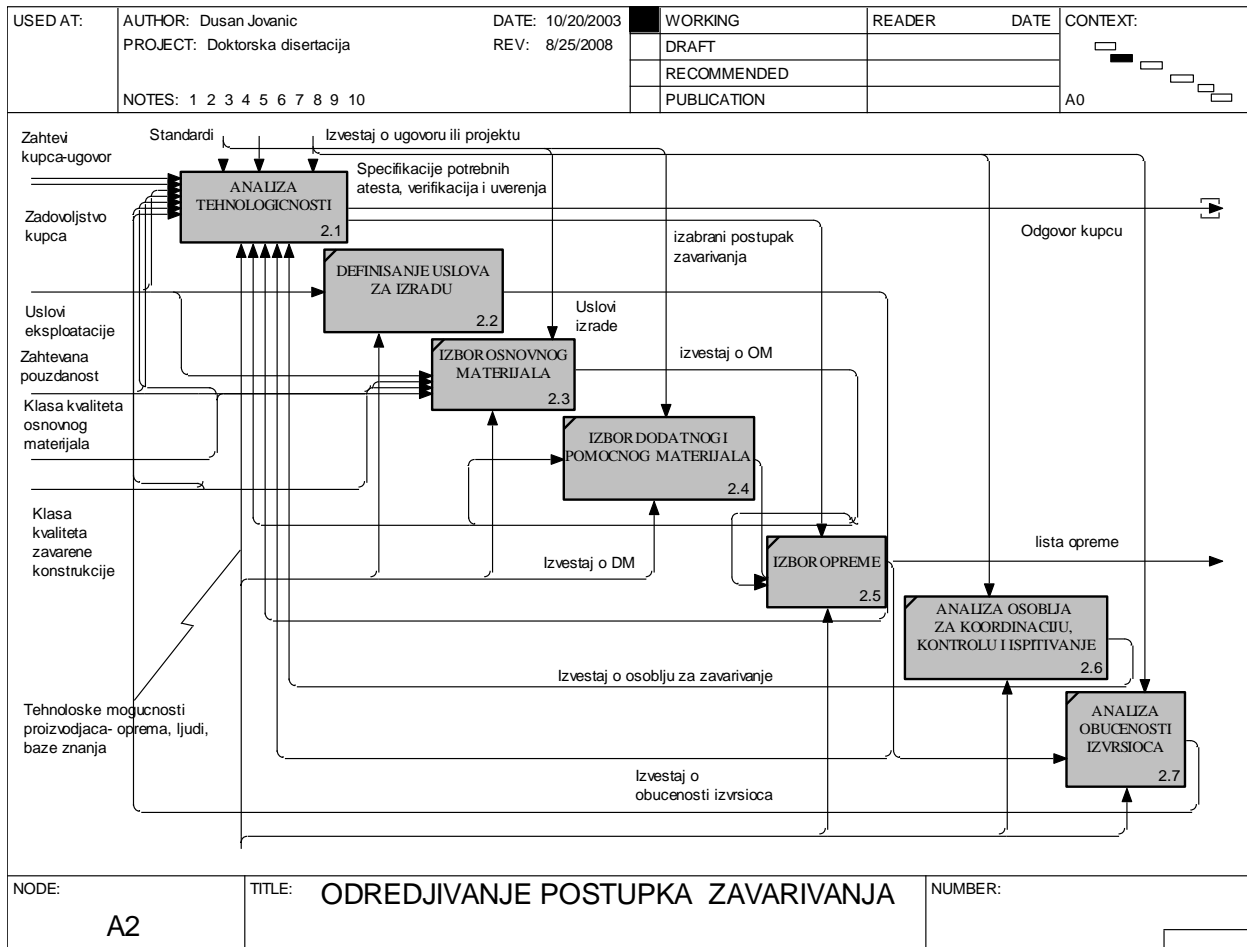 USED AT:
AUTHOR: Dusan Jovanic
DATE: 10/20/2003
PROJECT: Doktorska disertacija
REV: 8/25/2008
NOTES: 1 2 3 4 5 6 7 8 9 10
WORKING
DRAFT
RECOMMENDED
PUBLICATION
READER
DATE
CONTEXT:
A0
Zahtevi
kupca-ugovor
Standardi
Izvestaj o ugovoru ili projektu
Specifikacije potrebnih
atesta, verifikacija i uverenja
ANALIZA
TEHNOLOGICNOSTI
2.1
Zadovoljstvo
kupca
izabrani postupak
zavarivanja
Odgovor kupcu
DEFINISANJE USLOVA
ZA IZRADU
2.2
Uslovi
eksploatacije
Uslovi
izrade
Zahtevana
pouzdanost
IZBOR OSNOVNOG
MATERIJALA
2.3
izvestaj o OM
Klasa kvaliteta
osnovnog
materijala
IZBOR DODATNOG I
POMOCNOG MATERIJALA
2.4
Klasa
kvaliteta
zavarene
konstrukcije
Izvestaj o DM
IZBOR OPREME
2.5
lista opreme
ANALIZA OSOBLJA
ZA KOORDINACIJU,
KONTROLU I ISPITIVANJE
2.6
Izvestaj o osoblju za zavarivanje
Tehnoloske mogucnosti
proizvodjaca- oprema, ljudi,
baze znanja
ANALIZA
OBUCENOSTI
IZVRSIOCA
2.7
Izvestaj o
obucenosti izvrsioca
NODE:
A2
TITLE:
ODREDJIVANJE POSTUPKA ZAVARIVANJA
NUMBER: